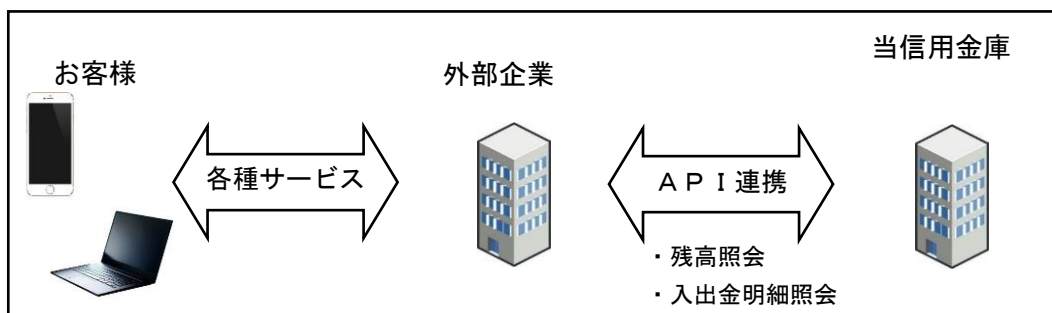 お客様
外部企業
当信用金庫
各種サービス
ＡＰＩ連携
・残高照会
・入出金明細照会